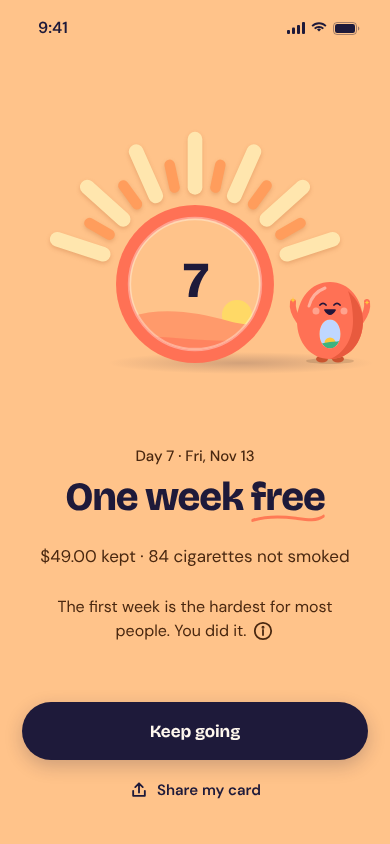 9:41
7
Day 7 · Fri, Nov 13
One week free
$49.00 kept · 84 cigarettes not smoked
The first week is the hardest for most
people. You did it.
Keep going
Share my card